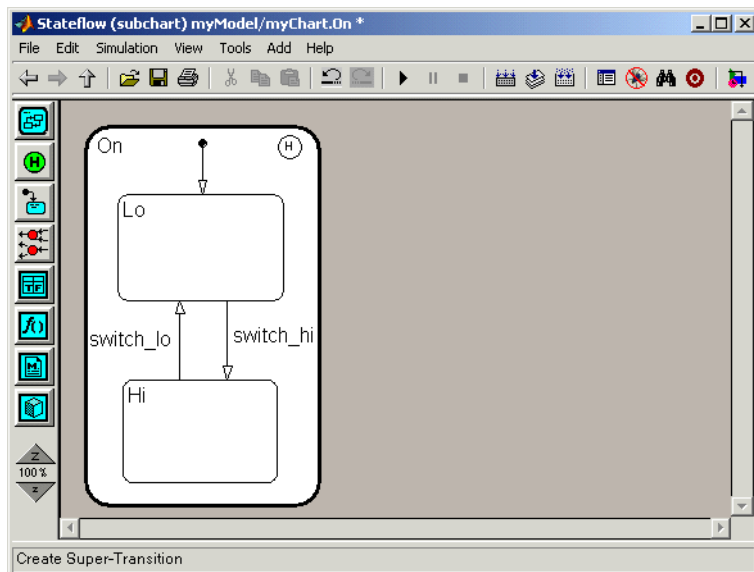 Stateflow (subchart) myModel/myChart.On *
File Edit Simulation View Tools Add Help
On
H
H
Lo
TF
switch_lo
switch_hi
f()
Hi
M
Z
100%
z
Create Super-Transition